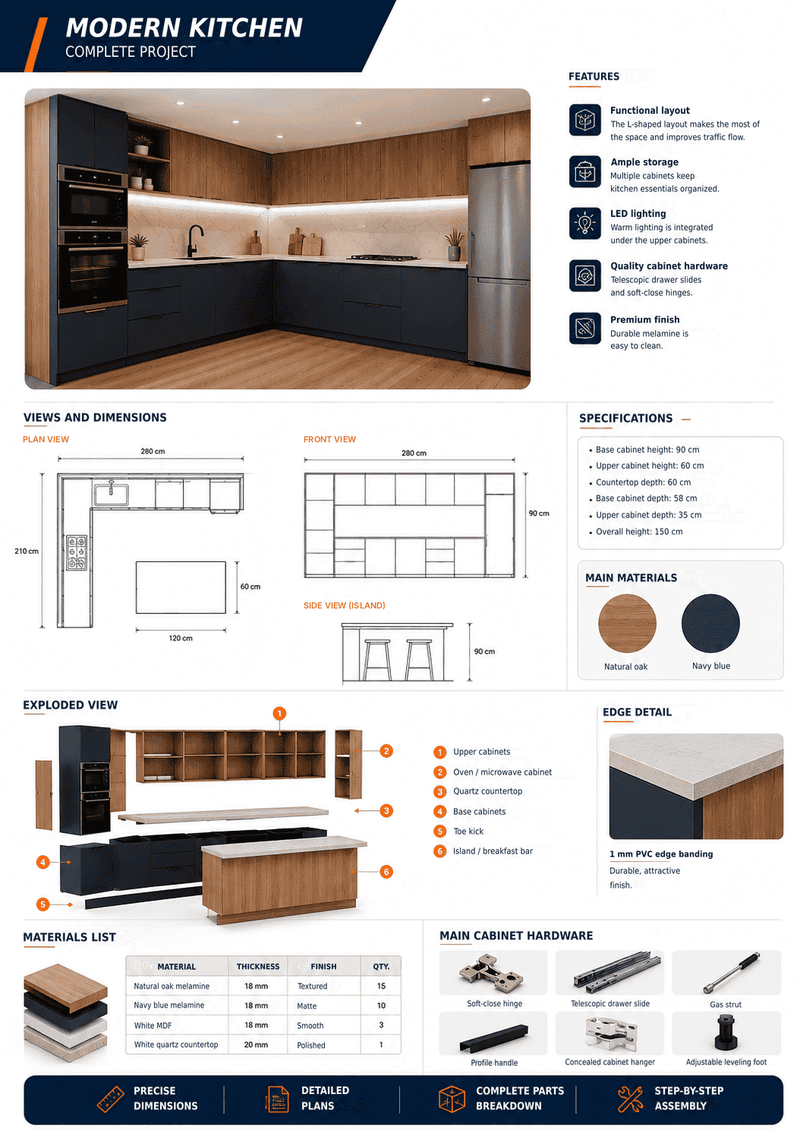 MODERN KITCHEN
COMPLETE PROJECT
FEATURES
Functional layout
The L-shaped layout makes the most of
the space and improves traffic flow.
Ample storage
Multiple cabinets keep
kitchen essentials organized.
LED lighting
Warm lighting is integrated
under the upper cabinets.
Quality cabinet hardware
Telescopic drawer slides
and soft-close hinges.
Premium finish
Durable melamine is
easy to clean.
VIEWS AND DIMENSIONS
PLAN VIEW
280 cm
210 cm
60 cm
120 cm
FRONT VIEW
280 cm
90 cm
SIDE VIEW (ISLAND)
90 cm
SPECIFICATIONS
• Base cabinet height: 90 cm
• Upper cabinet height: 60 cm
• Countertop depth: 60 cm
• Base cabinet depth: 58 cm
• Upper cabinet depth: 35 cm
• Overall height: 150 cm
MAIN MATERIALS
Natural oak
Navy blue
EXPLODED VIEW
1
2
3
4
5
6
1 Upper cabinets
2 Oven / microwave cabinet
3 Quartz countertop
4 Base cabinets
5 Toe kick
6 Island / breakfast bar
EDGE DETAIL
1 mm PVC edge banding
Durable, attractive
finish.
MATERIALS LIST
MATERIAL THICKNESS FINISH QTY.
Natural oak melamine 18 mm Textured 15
Navy blue melamine 18 mm Matte 10
White MDF 18 mm Smooth 3
White quartz countertop 20 mm Polished 1
MAIN CABINET HARDWARE
Soft-close hinge
Telescopic drawer slide
Gas strut
Profile handle
Concealed cabinet hanger
Adjustable leveling foot
PRECISE
DIMENSIONS
DETAILED
PLANS
COMPLETE PARTS
BREAKDOWN
STEP-BY-STEP
ASSEMBLY